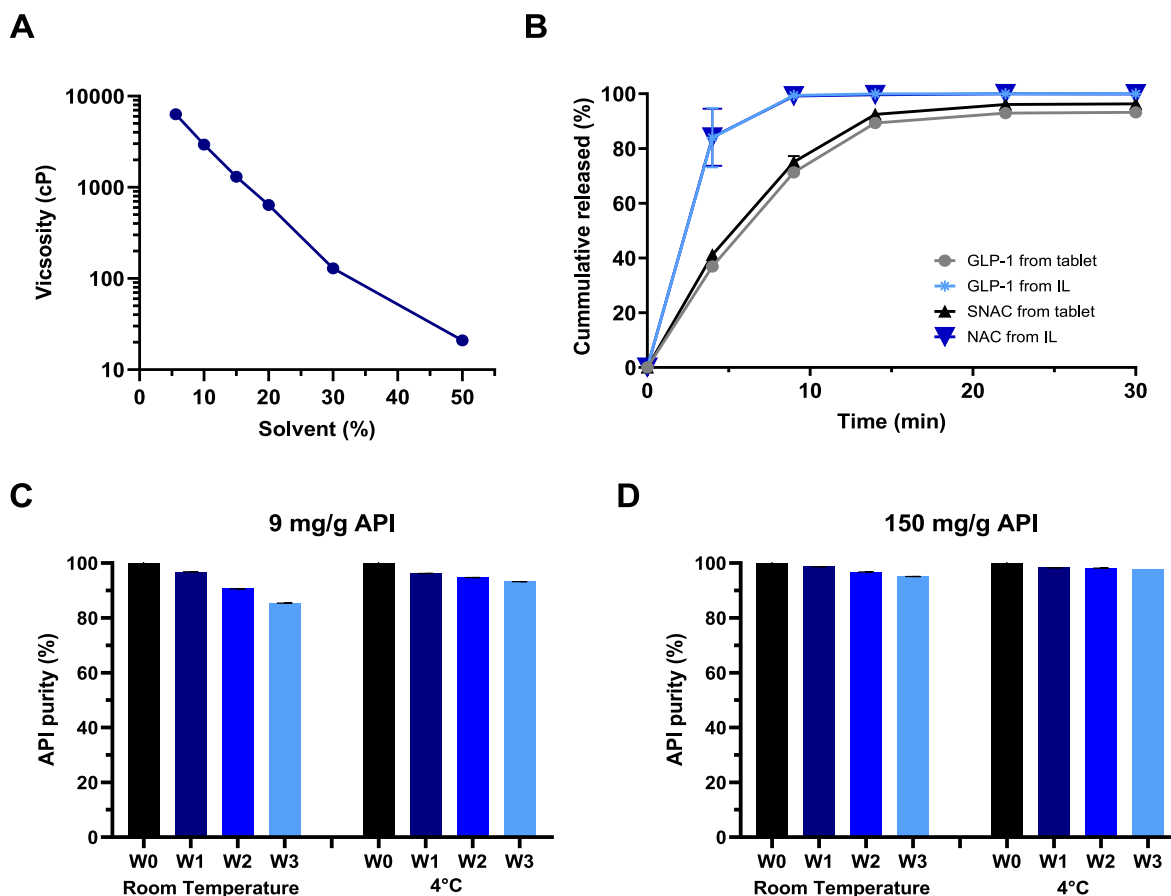 A
Vicsosity (cP)
10000
1000
100
10
0 10 20 30 40 50
Solvent (%)
B
Cummulative released (%)
100
80
60
40
20
0
0 10 20 30
Time (min)
GLP-1 from tablet
GLP-1 from IL
SNAC from tablet
NAC from IL
C
9 mg/g API
API purity (%)
100
80
60
40
20
0
W0 W1 W2 W3 W0 W1 W2 W3
Room Temperature 4°C
D
150 mg/g API
API purity (%)
100
80
60
40
20
0
W0 W1 W2 W3 W0 W1 W2 W3
Room Temperature 4°C